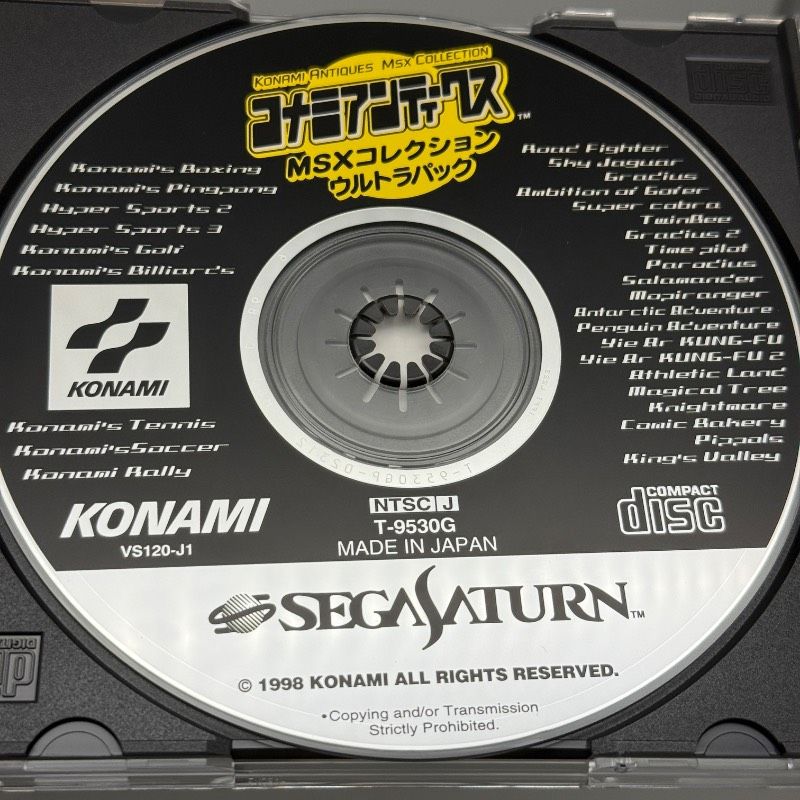 KONAMI ANTIQUES MSX COLLECTION
コナミアンティークス™
MSXコレクション
ウルトラパック
Konami's Boxing
Konami's Pingpong
Hyper Sports 2
Hyper Sports 3
Konami's Golf
Konami's Billiards
KONAMI
Konami's Tennis
Konami'sSoccer
Konami Rally
Road Fighter
Sky Jaguar
Gradius
Ambition of Gofer
Super cobra
TwinBee
Gradius 2
Time pilot
Parodius
Salamander
Mopiranger
Antarctic Adventure
Penguin Adventure
Yie Ar KUNG-FU
Yie Ar KUNG-FU 2
Athletic Land
Magical Tree
Knightmare
Comic Bakery
Pippols
King's Valley
KONAMI
VS120-J1
NTSC J
T-9530G
MADE IN JAPAN
COMPACT
disc
SEGA SATURN™
© 1998 KONAMI ALL RIGHTS RESERVED.
•Copying and/or Transmission
Strictly Prohibited.